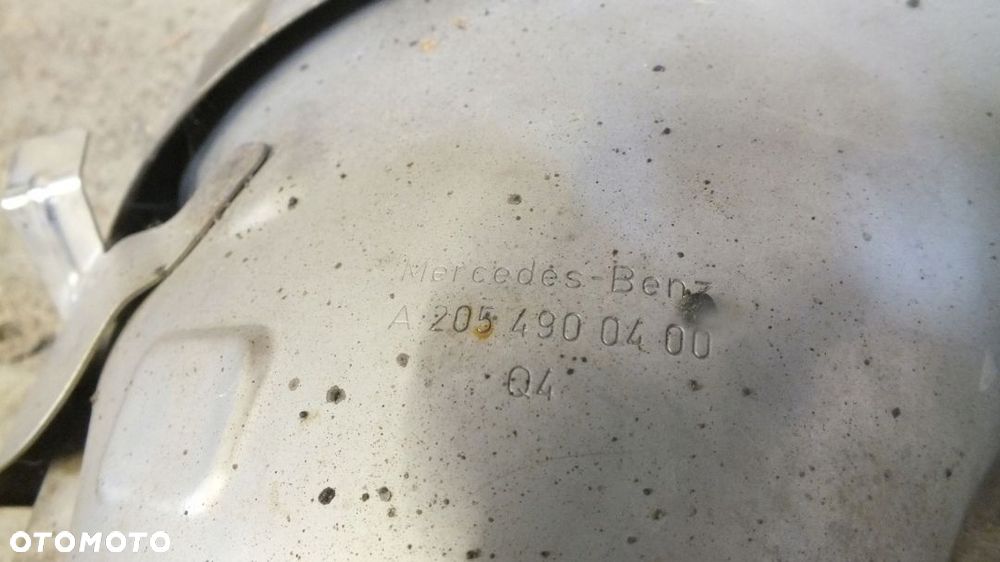 Mercedes-Benz
A 205 490 04 00
Q4
OTOMOTO